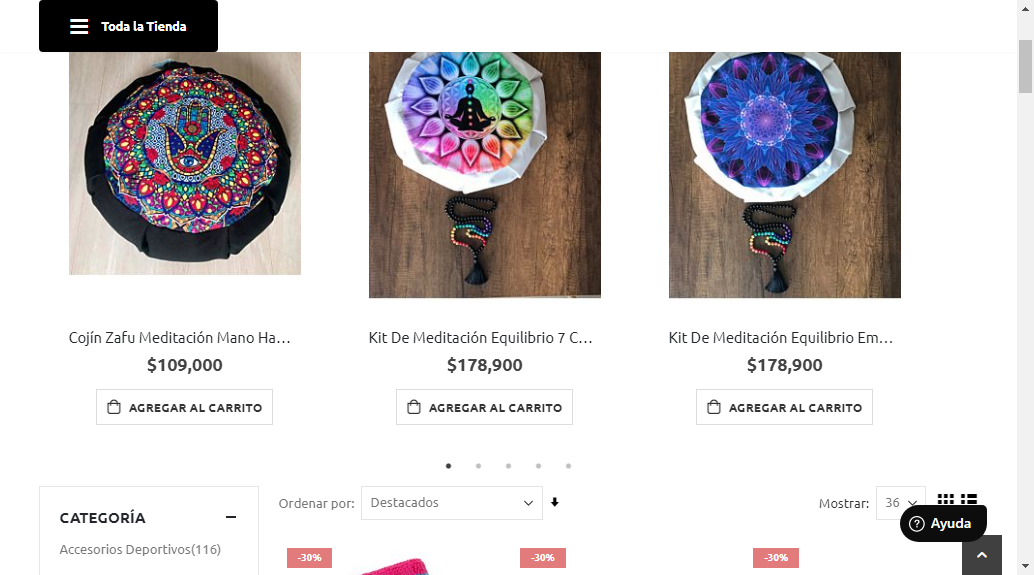 Toda la Tienda
Cojín Zafu Meditación Mano Ha...
$109,000
AGREGAR AL CARRITO
Kit De Meditación Equilibrio 7 C...
$178,900
AGREGAR AL CARRITO
Kit De Meditación Equilibrio Em...
$178,900
AGREGAR AL CARRITO
CATEGORÍA
Accesorios Deportivos(116)
Ordenar por:
Destacados
Mostrar:
36
-30%
-30%
-30%
Ayuda